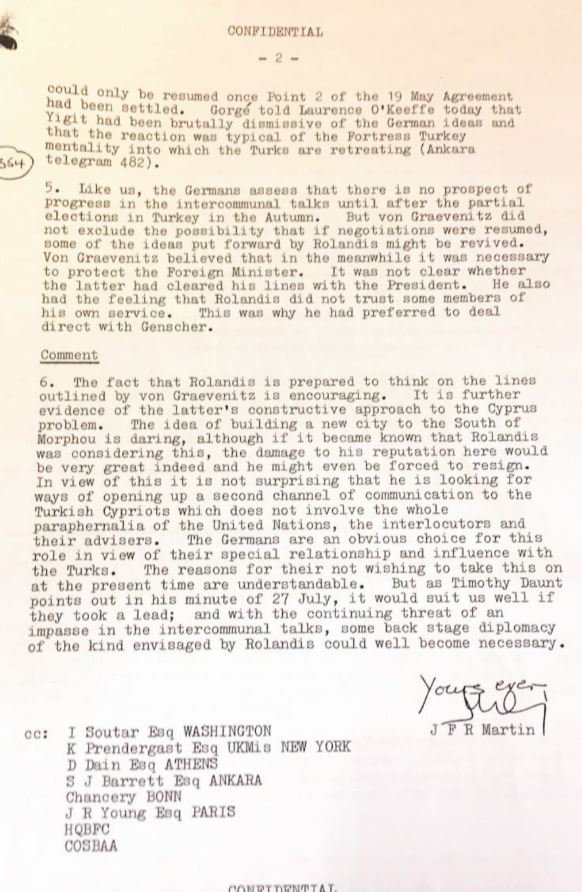 CONFIDENTIAL
- 2 -
could only be resumed once Point 2 of the 19 May Agreement
had been settled. Gorgé told Laurence O'Keeffe today that
Yigit had been brutally dismissive of the German ideas and
that the reaction was typical of the Fortress Turkey
mentality into which the Turks are retreating (Ankara
telegram 482).
354
5. Like us, the Germans assess that there is no prospect of
progress in the intercommunal talks until after the partial
elections in Turkey in the Autumn. But von Graevenitz did
not exclude the possibility that if negotiations were resumed,
some of the ideas put forward by Rolandis might be revived.
Von Graevenitz believed that in the meanwhile it was necessary
to protect the Foreign Minister. It was not clear whether
the latter had cleared his lines with the President. He also
had the feeling that Rolandis did not trust some members of
his own service. This was why he had preferred to deal
direct with Genscher.
Comment
6. The fact that Rolandis is prepared to think on the lines
outlined by von Graevenitz is encouraging. It is further
evidence of the latter's constructive approach to the Cyprus
problem. The idea of building a new city to the South of
Morphou is daring, although if it became known that Rolandis
was considering this, the damage to his reputation here would
be very great indeed and he might even be forced to resign.
In view of this it is not surprising that he is looking for
ways of opening up a second channel of communication to the
Turkish Cypriots which does not involve the whole
paraphernalia of the United Nations, the interlocutors and
their advisers. The Germans are an obvious choice for this
role in view of their special relationship and influence with
the Turks. The reasons for their not wishing to take this on
at the present time are understandable. But as Timothy Daunt
points out in his minute of 27 July, it would suit us well if
they took a lead; and with the continuing threat of an
impasse in the intercommunal talks, some back stage diplomacy
of the kind envisaged by Rolandis could well become necessary.
Yours ever
J F R Martin
cc: I Soutar Esq WASHINGTON
K Prendergast Esq UKMis NEW YORK
D Dain Esq ATHENS
S J Barrett Esq ANKARA
Chancery BONN
J R Young Esq PARIS
HQBFC
COSBAA
CONFIDENTIAL